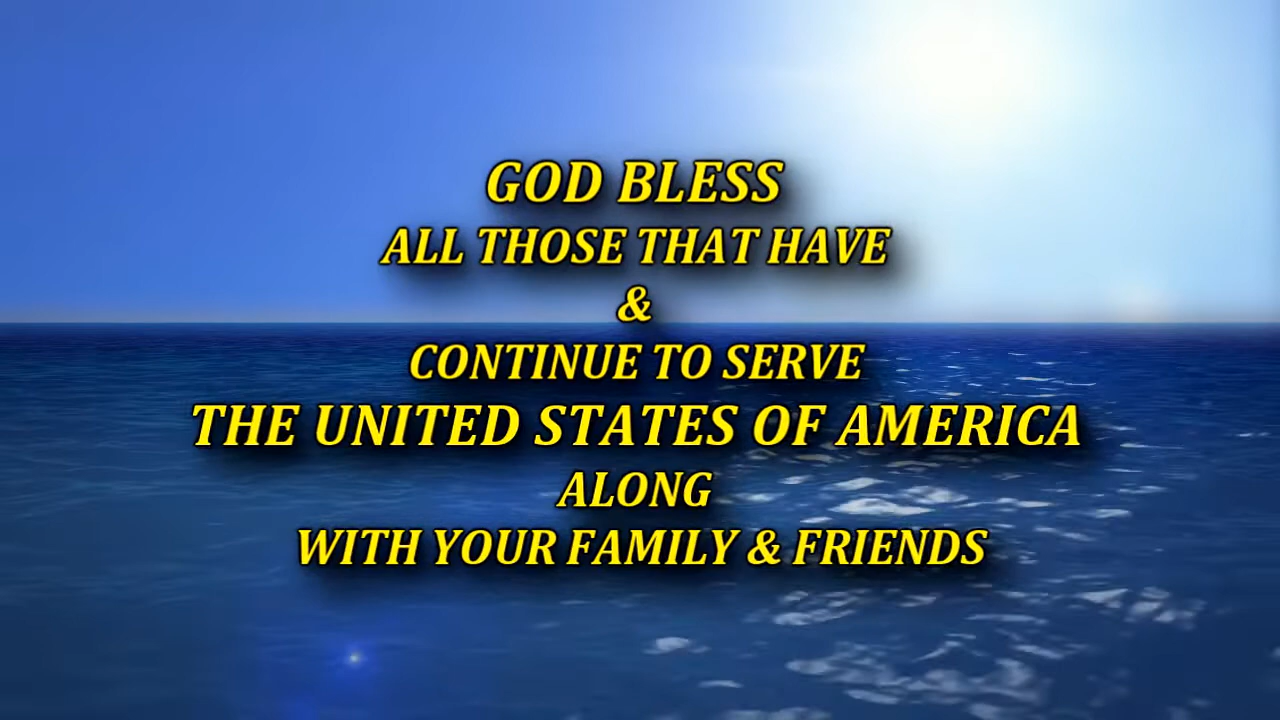 GOD BLESS
ALL THOSE THAT HAVE
&
CONTINUE TO SERVE
THE UNITED STATES OF AMERICA
ALONG
WITH YOUR FAMILY & FRIENDS